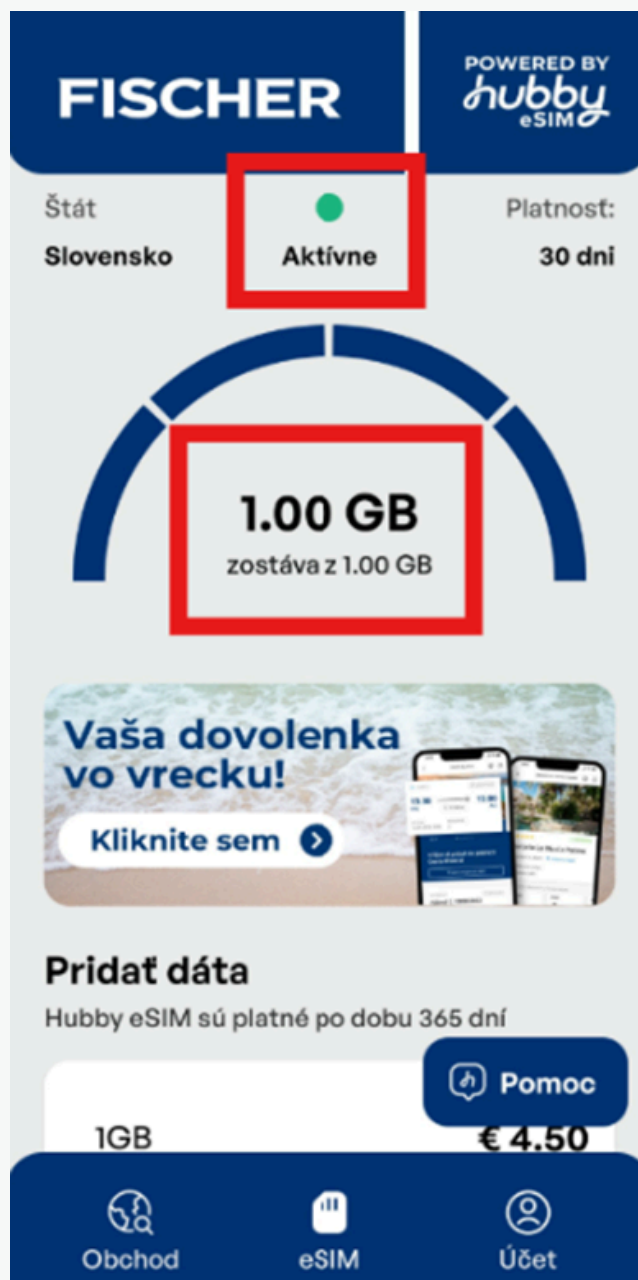 FISCHER
POWERED BY
hubby
eSIM
Štát
Platnosť:
Slovensko
Aktívne
30 dni
1.00 GB
zostáva z 1.00 GB
Vaša dovolenka
vo vrecku!
Kliknite sem
Pridať dáta
Hubby eSIM sú platné po dobu 365 dní
Pomoc
1GB
€ 4.50
Obchod
eSIM
Účet